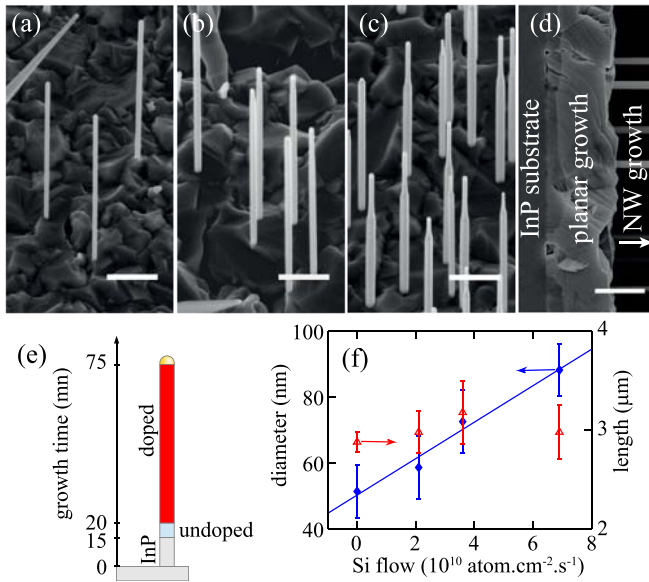 (a)
(b)
(c)
(d)
InP substrate
planar growth
NW growth
(e)
growth time (mn)
75
20
15
0
doped
undoped
InP
(f)
diameter (nm)
100
80
60
40
length (μm)
4
3
2
0 2 4 6 8
Si flow (10¹⁰ atom.cm⁻².s⁻¹)